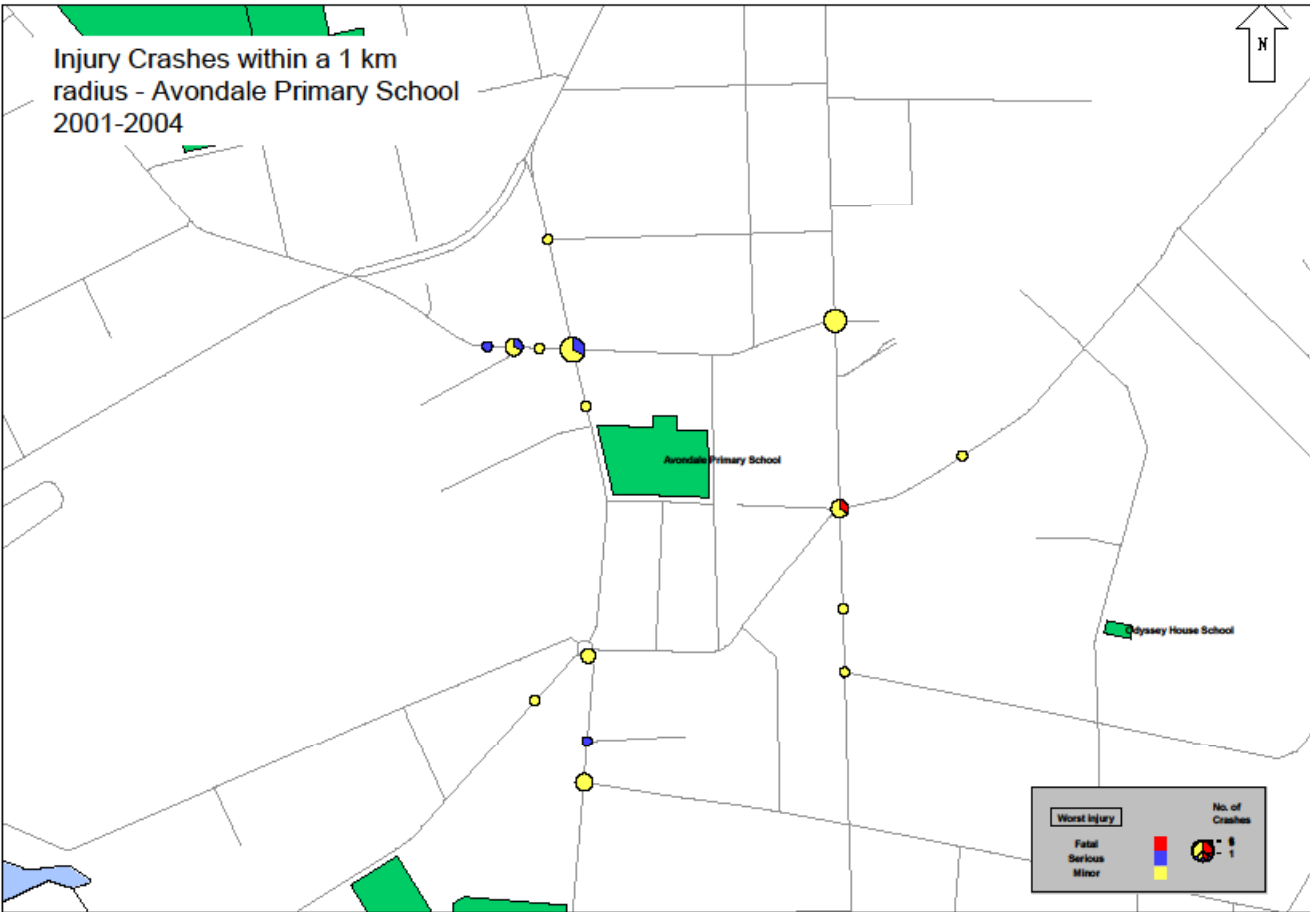 Injury Crashes within a 1 km
radius - Avondale Primary School
2001-2004
N
Avondale Primary School
Odyssey House School
Worst injury
No. of
Crashes
Fatal
Serious
Minor
1